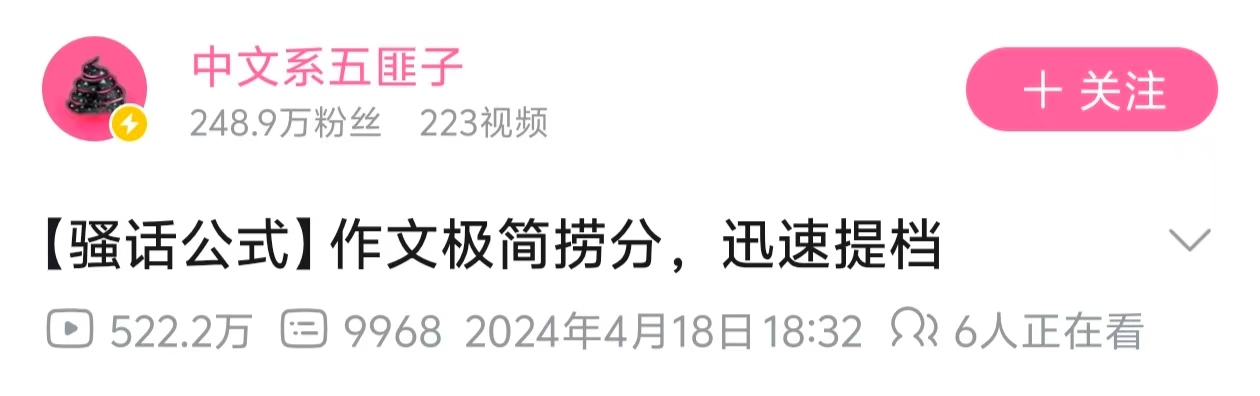 中文系五匪子
+ 关注
248.9万粉丝 223视频
【骚话公式】作文极简捞分，迅速提档
522.2万 9968 2024年4月18日18:32 6人正在看